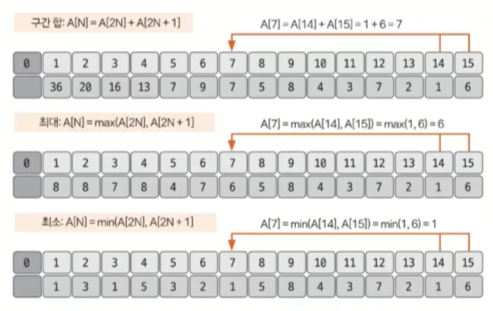 구간 합: A[N] = A[2N] + A[2N + 1]
A[7] = A[14] + A[15] = 1 + 6 = 7
0 1 2 3 4 5 6 7 8 9 10 11 12 13 14 15
36 20 16 13 7 9 7 5 8 4 3 7 2 1 6
최대: A[N] = max(A[2N], A[2N + 1])
A[7] = max(A[14], A[15]) = max(1, 6) = 6
0 1 2 3 4 5 6 7 8 9 10 11 12 13 14 15
8 8 7 8 4 7 6 5 8 4 3 7 2 1 6
최소: A[N] = min(A[2N], A[2N + 1])
A[7] = min(A[14], A[15]) = min(1, 6) = 1
0 1 2 3 4 5 6 7 8 9 10 11 12 13 14 15
1 3 1 5 3 2 1 5 8 4 3 7 2 1 6